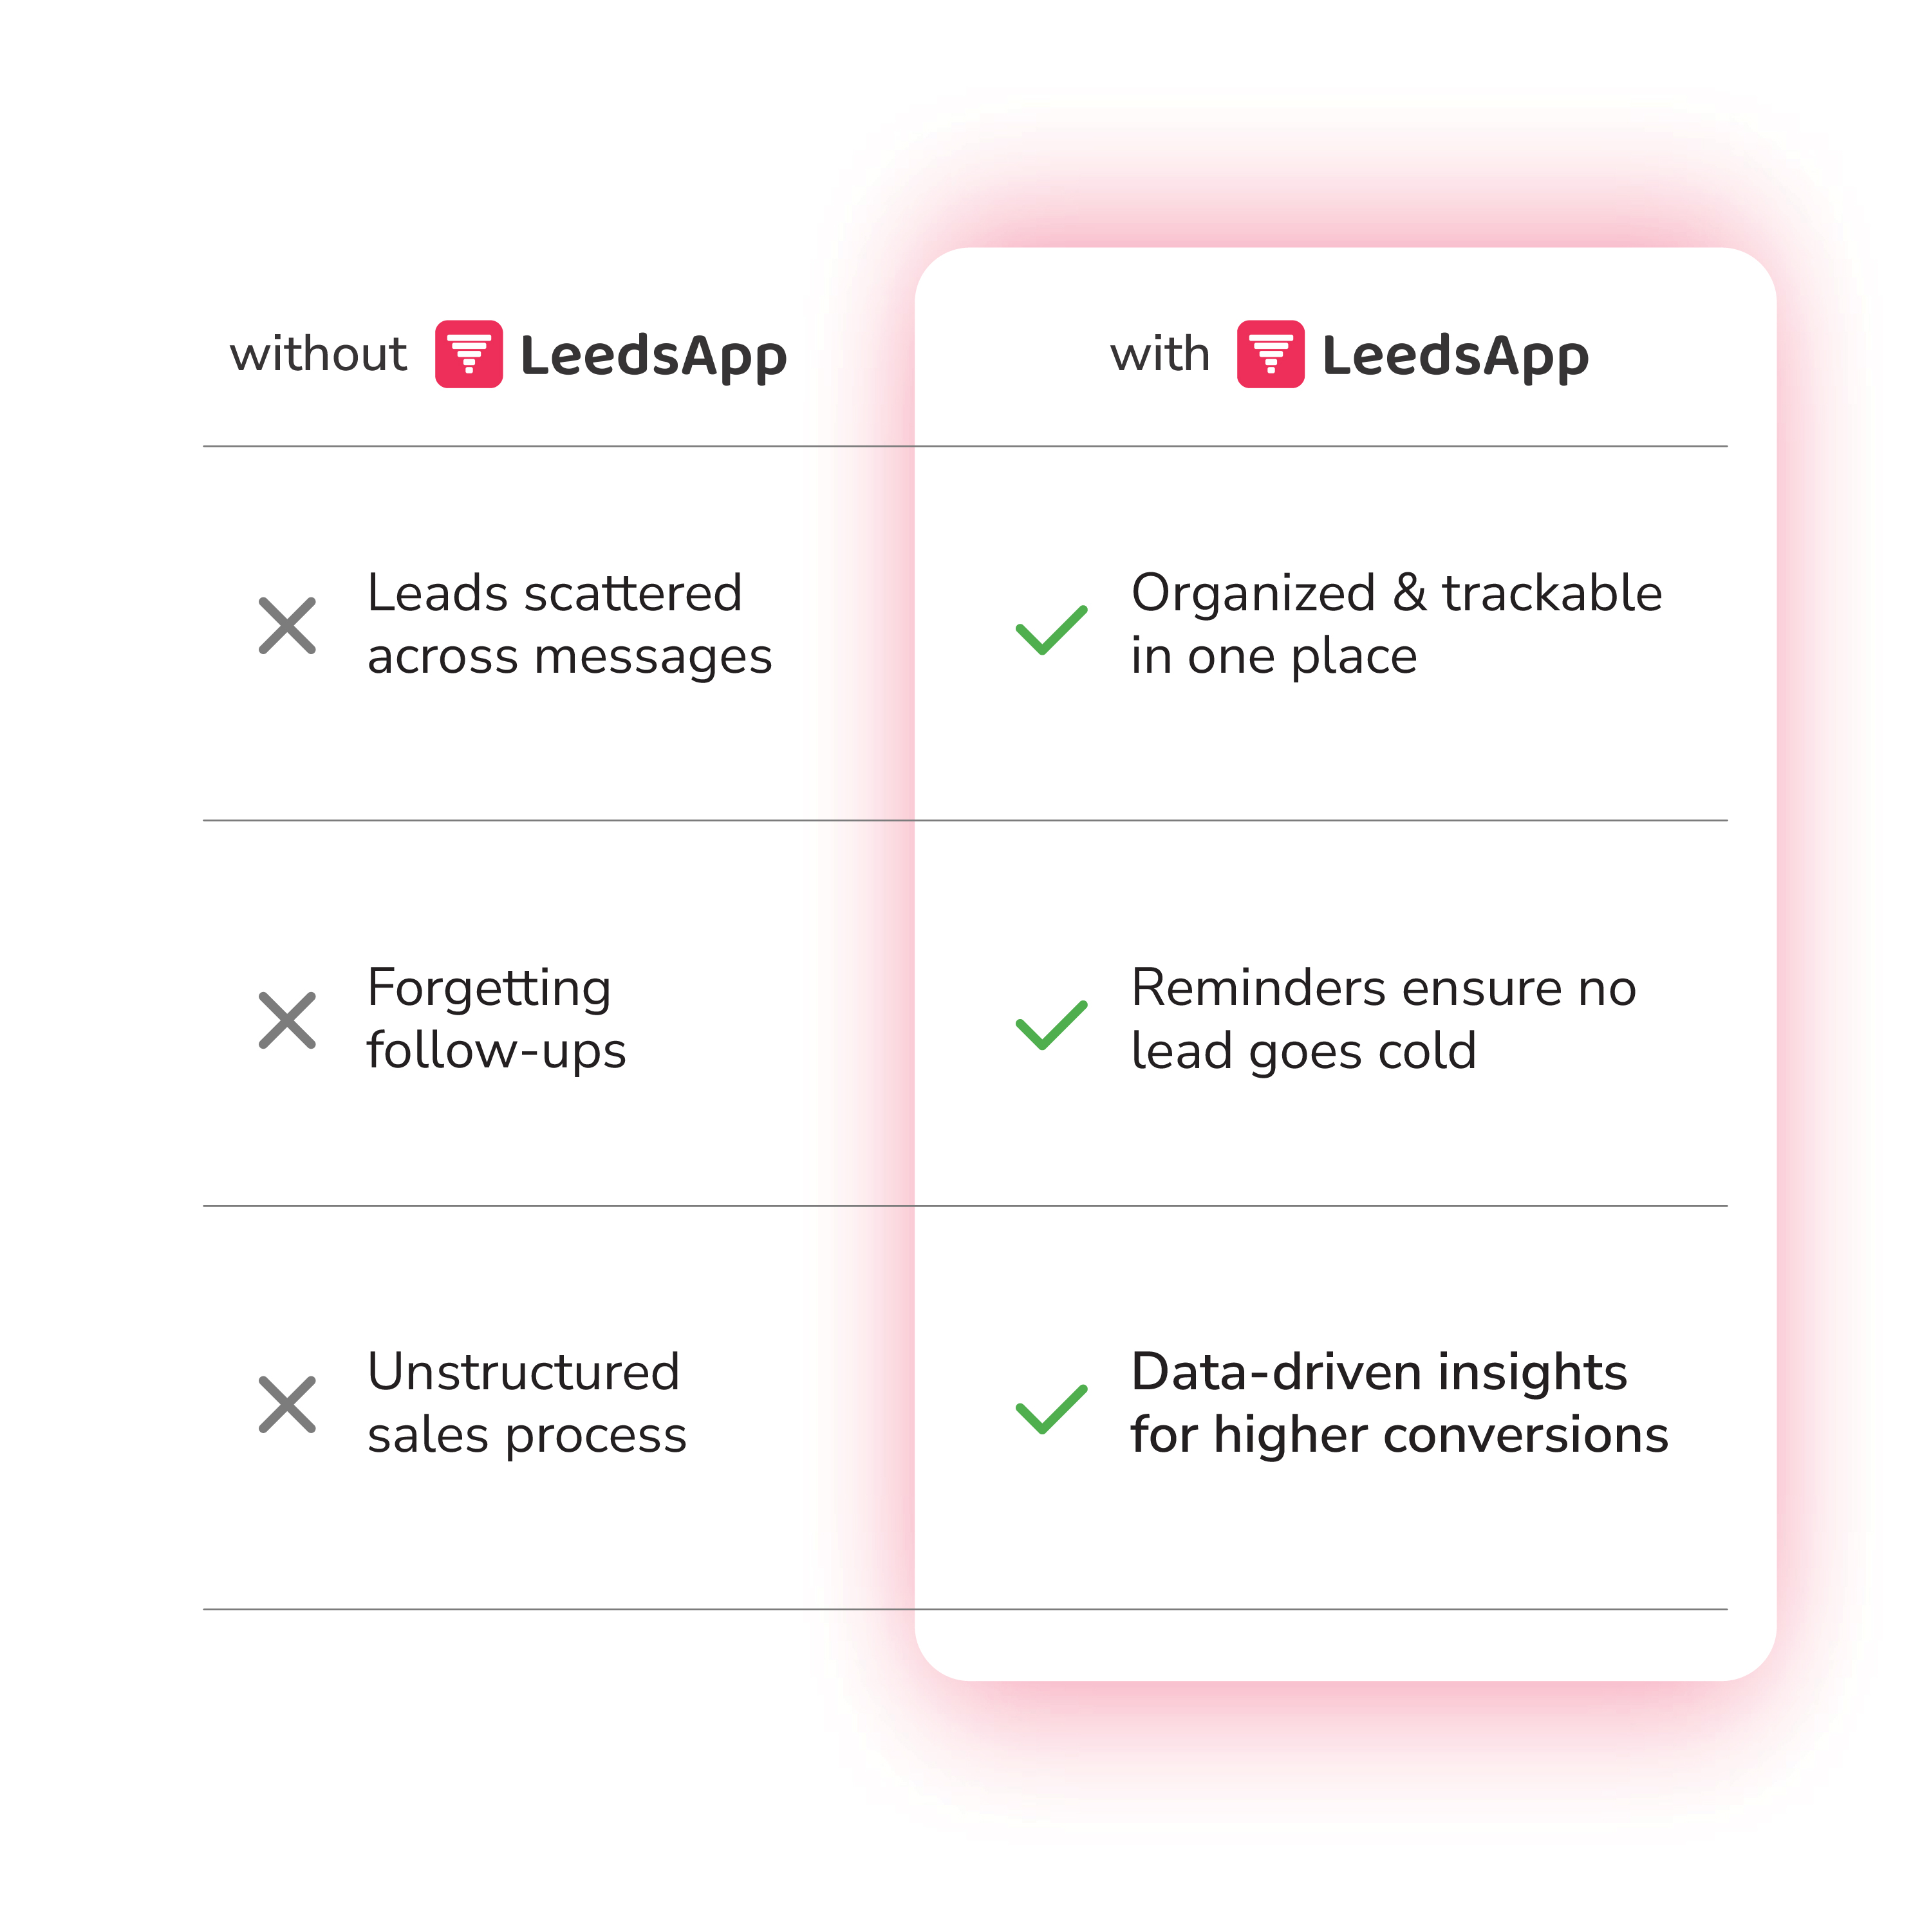 without LeedsApp
with LeedsApp
Leads scattered
across messages
Organized & trackable
in one place
Forgetting
follow-ups
Reminders ensure no
lead goes cold
Unstructured
sales process
Data-driven insights
for higher conversions